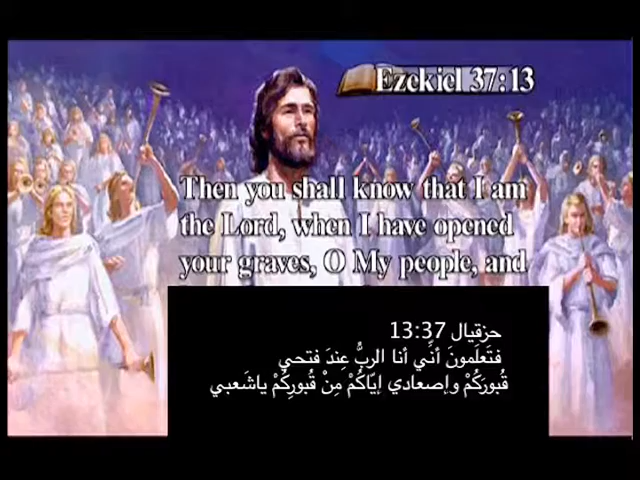 Ezekiel 37:13
Then you shall know that I am
the Lord, when I have opened
your graves, O My people, and
حزقيال 13:37
فتَعلَمونَ أنِّي أنا الربُّ عِندَ فتحي
قُبورَكُمْ وإصعادي إيّاكُمْ مِنْ قُبورِكُمْ ياشَعبي